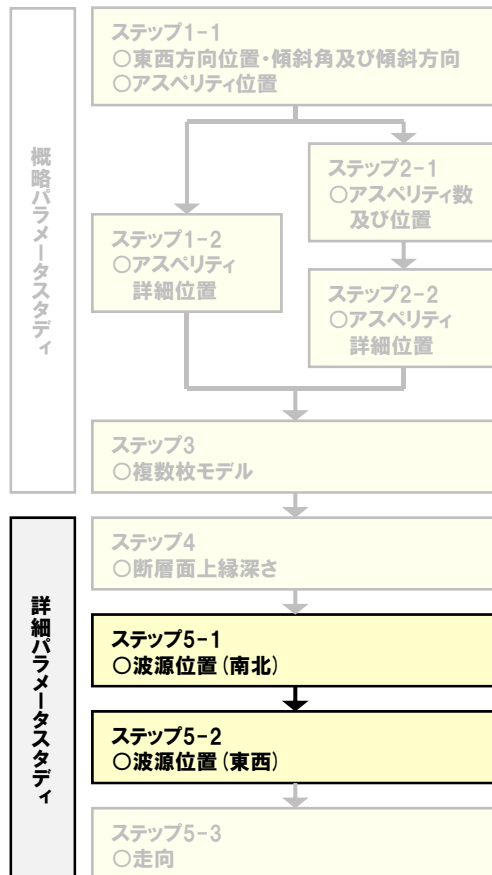 概略パラメータスタディ
ステップ1-1
○東西方向位置・傾斜角及び傾斜方向
○アスペリティ位置
ステップ1-2
○アスペリティ
詳細位置
ステップ2-1
○アスペリティ数
及び位置
ステップ2-2
○アスペリティ
詳細位置
ステップ3
○複数枚モデル
詳細パラメータスタディ
ステップ4
○断層面上縁深さ
ステップ5-1
○波源位置(南北)
ステップ5-2
○波源位置(東西)
ステップ5-3
○走向